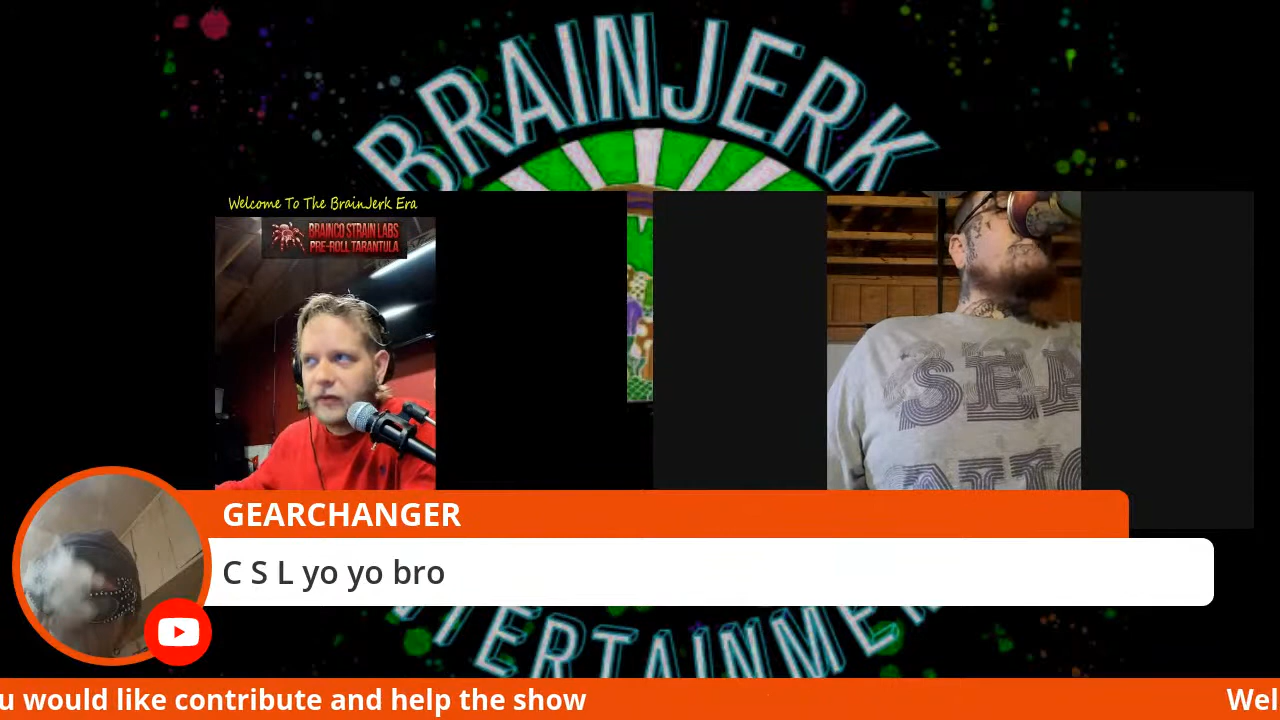 BRAINJERK
Welcome To The BrainJerk Era
BRAINCO STRAIN LABS
PRE-ROLL TARANTULA
SEA
GEARCHANGER
C S L yo yo bro
u would like contribute and help the show
Wel